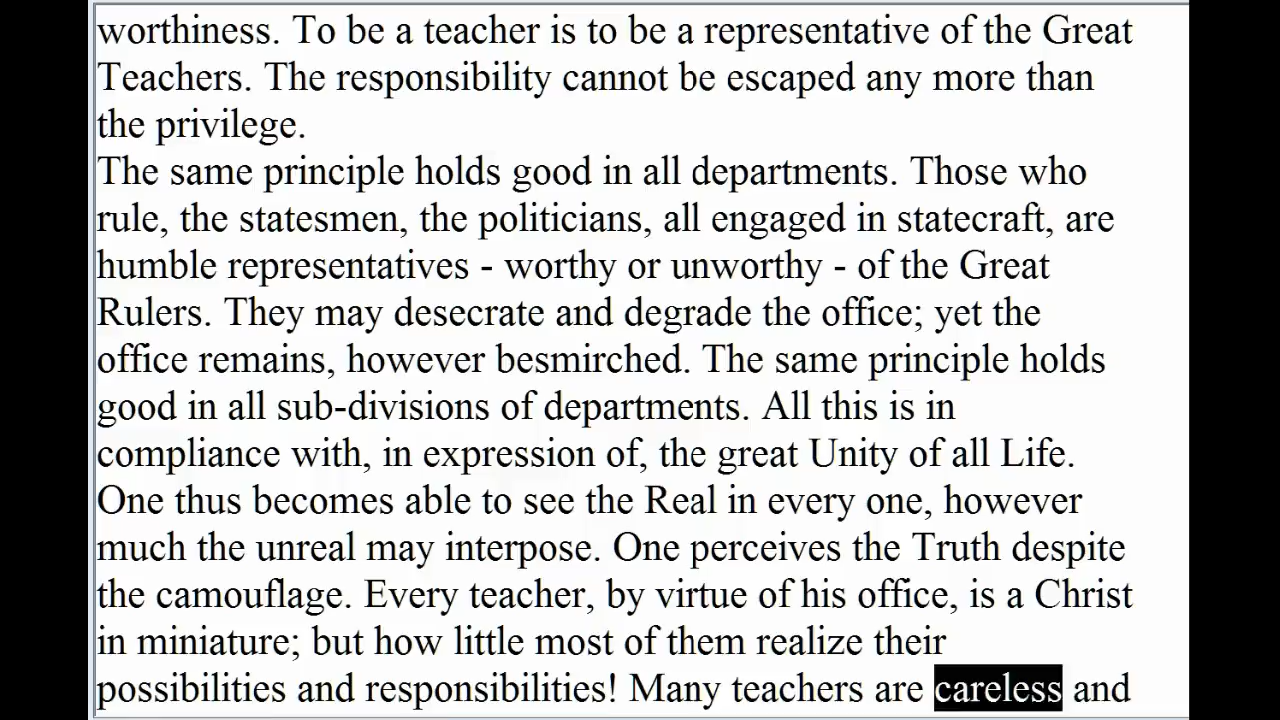 worthiness. To be a teacher is to be a representative of the Great
Teachers. The responsibility cannot be escaped any more than
the privilege.
The same principle holds good in all departments. Those who
rule, the statesmen, the politicians, all engaged in statecraft, are
humble representatives - worthy or unworthy - of the Great
Rulers. They may desecrate and degrade the office; yet the
office remains, however besmirched. The same principle holds
good in all sub-divisions of departments. All this is in
compliance with, in expression of, the great Unity of all Life.
One thus becomes able to see the Real in every one, however
much the unreal may interpose. One perceives the Truth despite
the camouflage. Every teacher, by virtue of his office, is a Christ
in miniature; but how little most of them realize their
possibilities and responsibilities! Many teachers are careless and